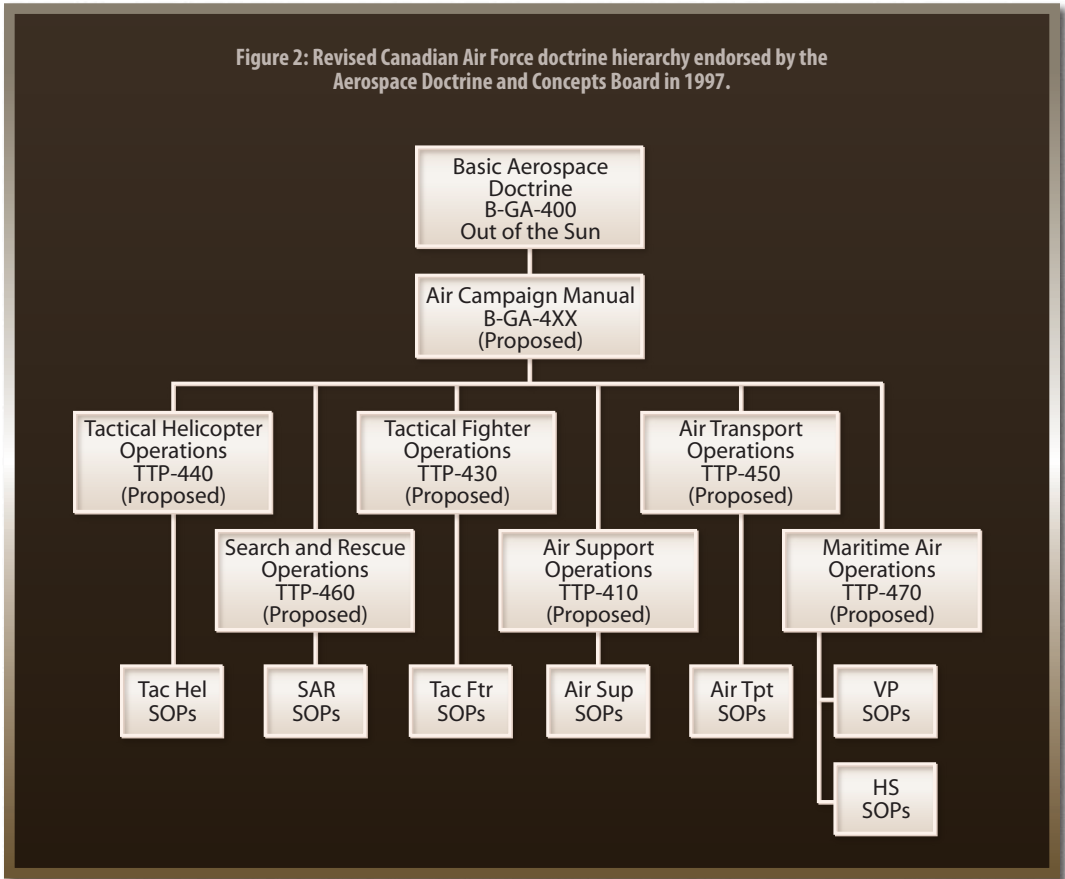 Figure 2: Revised Canadian Air Force doctrine hierarchy endorsed by the
Aerospace Doctrine and Concepts Board in 1997.
Basic Aerospace
Doctrine
B-GA-400
Out of the Sun
Air Campaign Manual
B-GA-4XX
(Proposed)
Tactical Helicopter
Operations
TTP-440
(Proposed)
Tactical Fighter
Operations
TTP-430
(Proposed)
Air Transport
Operations
TTP-450
(Proposed)
Search and Rescue
Operations
TTP-460
(Proposed)
Air Support
Operations
TTP-410
(Proposed)
Maritime Air
Operations
TTP-470
(Proposed)
Tac Hel
SOPs
SAR
SOPs
Tac Ftr
SOPs
Air Sup
SOPs
Air Tpt
SOPs
VP
SOPs
HS
SOPs